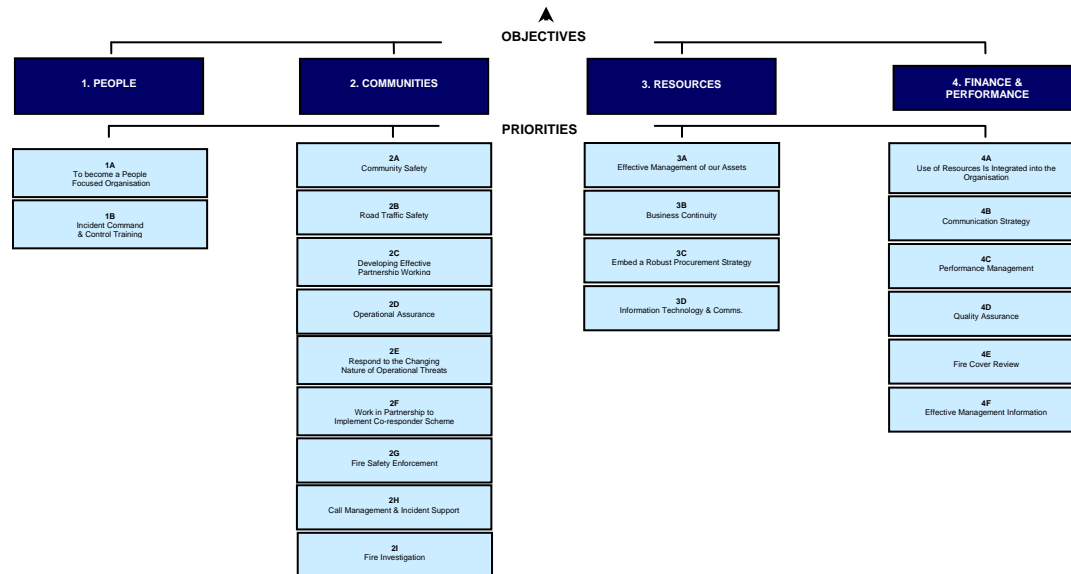 OBJECTIVES
1. PEOPLE
2. COMMUNITIES
3. RESOURCES
4. FINANCE &
PERFORMANCE
PRIORITIES
1A
To become a People
Focused Organisation
1B
Incident Command
& Control Training
2A
Community Safety
2B
Road Traffic Safety
2C
Developing Effective
Partnership Working
2D
Operational Assurance
2E
Respond to the Changing
Nature of Operational Threats
2F
Work in Partnership to
Implement Co-responder Scheme
2G
Fire Safety Enforcement
2H
Call Management & Incident Support
2I
Fire Investigation
3A
Effective Management of our Assets
3B
Business Continuity
3C
Embed a Robust Procurement Strategy
3D
Information Technology & Comms.
4A
Use of Resources Is Integrated into the
Organisation
4B
Communication Strategy
4C
Performance Management
4D
Quality Assurance
4E
Fire Cover Review
4F
Effective Management Information